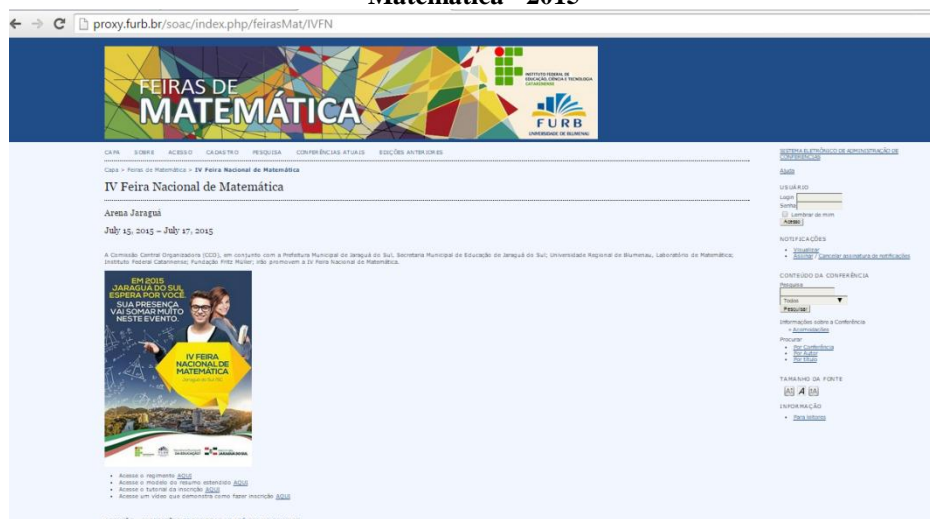 Matemática - 2015
proxy.furb.br/soac/index.php/feirasMat/IVFN
FEIRAS DE
MATEMÁTICA
INSTITUTO FEDERAL DE
EDUCAÇÃO, CIÊNCIA E TECNOLOGIA
CATARINENSE
FURB
UNIVERSIDADE DE BLUMENAU
CAPA SOBRE ACESSO CADASTRO PESQUISA CONFERÊNCIAS ATUAIS EDIÇÕES ANTERIORES
Capa > Feiras de Matemática > IV Feira Nacional de Matemática
IV Feira Nacional de Matemática
Arena Jaraguá
July 15, 2015 – July 17, 2015
A Comissão Central Organizadora (CCO), em conjunto com a Prefeitura Municipal de Jaraguá do Sul, Secretaria Municipal de Educação de Jaraguá do Sul; Universidade Regional de Blumenau, Laboratório de Matemática;
Instituto Federal Catarinense; Fundação Fritz Müller; vão promovem a IV Feira Nacional de Matemática.
EM 2015
JARAGUÁ DO SUL
ESPERA POR VOCÊ.
SUA PRESENÇA
VAI SOMAR MUITO
NESTE EVENTO.
IV FEIRA
NACIONAL DE
MATEMÁTICA
Jaraguá do Sul/SC
JARAGUÁ DO SUL
• Acesse o regimento AQUI
• Acesse o modelo do resumo estendido AQUI
• Acesse o tutorial da inscrição AQUI
• Acesse um vídeo que demonstra como fazer inscrição AQUI
SISTEMA ELETRÔNICO DE ADMINISTRAÇÃO DE
CONFERÊNCIAS
Ajuda
USUÁRIO
Login
Senha
Lembrar de mim
Acesso
NOTIFICAÇÕES
• Visualizar
• Assinar / Cancelar assinatura de notificações
CONTEÚDO DA CONFERÊNCIA
Pesquisa
Todos
Pesquisar
Informações sobre a Conferência
• Acomodações
Procurar
• Por Conferência
• Por Autor
• Por título
TAMANHO DA FONTE
INFORMAÇÃO
• Para leitores